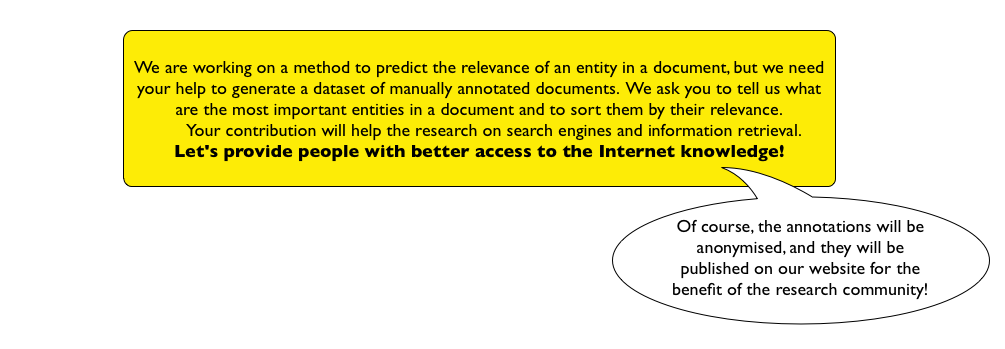 We are working on a method to predict the relevance of an entity in a document, but we need
your help to generate a dataset of manually annotated documents. We ask you to tell us what
are the most important entities in a document and to sort them by their relevance.
Your contribution will help the research on search engines and information retrieval.
Let's provide people with better access to the Internet knowledge!
Of course, the annotations will be
anonymised, and they will be
published on our website for the
benefit of the research community!